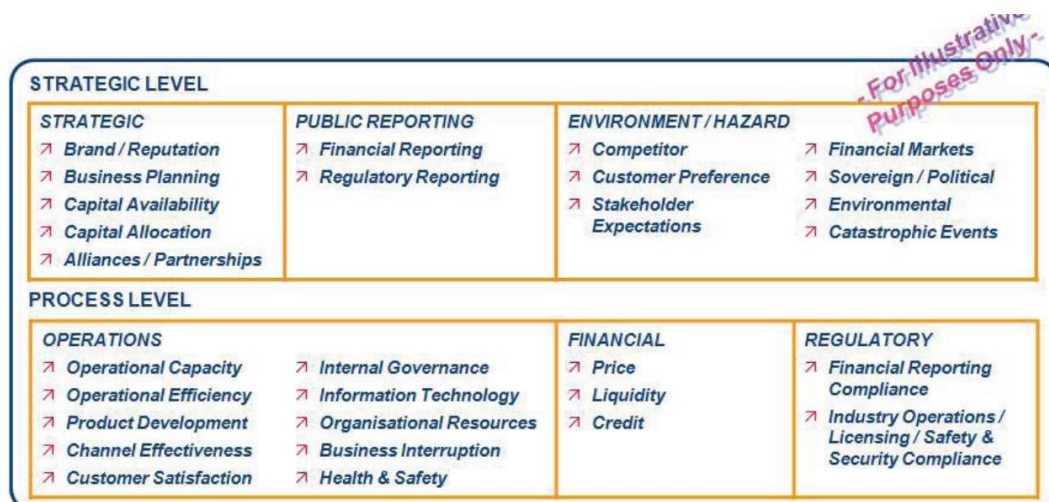 - For Illustrative
Purposes Only -
STRATEGIC LEVEL
STRATEGIC
Brand / Reputation
Business Planning
Capital Availability
Capital Allocation
Alliances / Partnerships
PUBLIC REPORTING
Financial Reporting
Regulatory Reporting
ENVIRONMENT / HAZARD
Competitor
Customer Preference
Stakeholder
Expectations
Financial Markets
Sovereign / Political
Environmental
Catastrophic Events
PROCESS LEVEL
OPERATIONS
Operational Capacity
Operational Efficiency
Product Development
Channel Effectiveness
Customer Satisfaction
Internal Governance
Information Technology
Organisational Resources
Business Interruption
Health & Safety
FINANCIAL
Price
Liquidity
Credit
REGULATORY
Financial Reporting
Compliance
Industry Operations /
Licensing / Safety &
Security Compliance